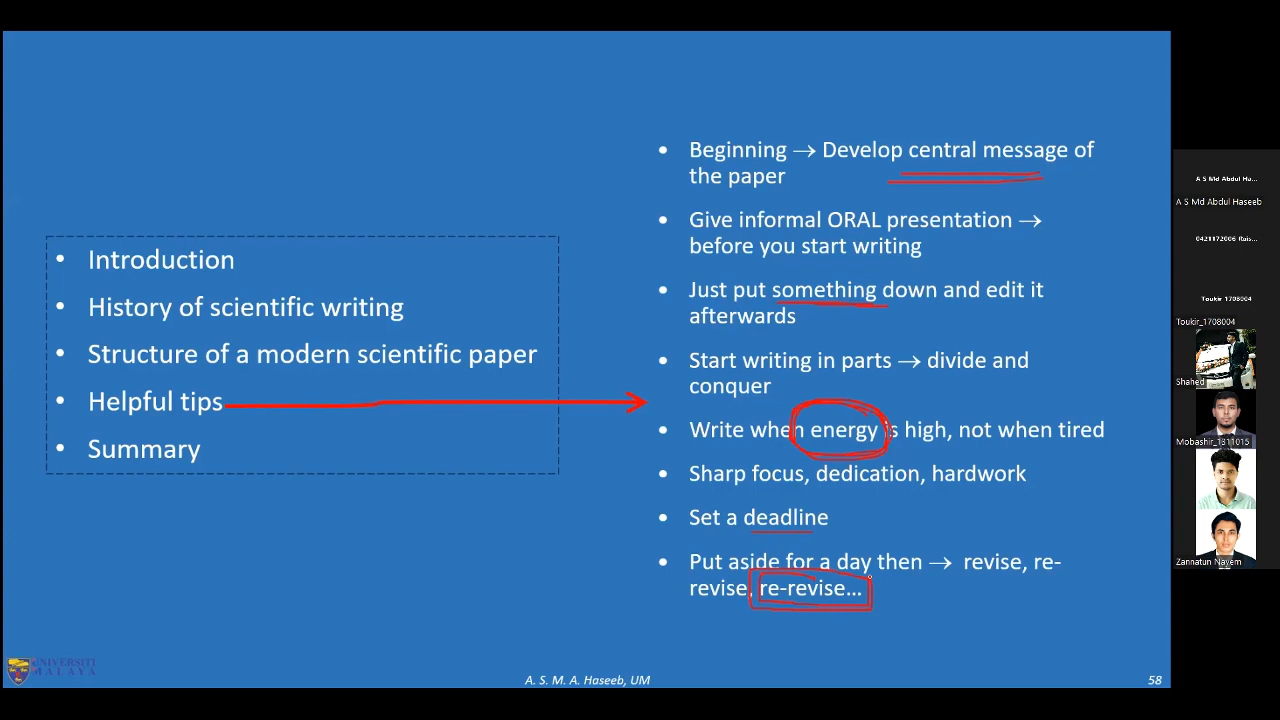 • Introduction
• History of scientific writing
• Structure of a modern scientific paper
• Helpful tips
• Summary
• Beginning → Develop central message of
the paper
• Give informal ORAL presentation →
before you start writing
• Just put something down and edit it
afterwards
• Start writing in parts → divide and
conquer
• Write when energy is high, not when tired
• Sharp focus, dedication, hardwork
• Set a deadline
• Put aside for a day then → revise, re-
revise, re-revise...
UNIVERSITI
MALAYA
A. S. M. A. Haseeb, UM
58
A S Md Abdul Ha...
A S Md Abdul Haseeb
0421172006 Rais...
Toukir 1708004
Toukir_1708004
Shahed
Mobashir_1811015
Zannatun Nayem